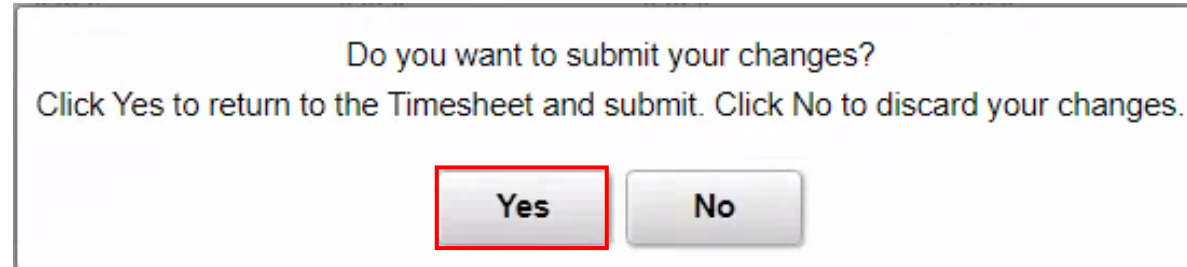 Do you want to submit your changes?
Click Yes to return to the Timesheet and submit. Click No to discard your changes.
Yes No